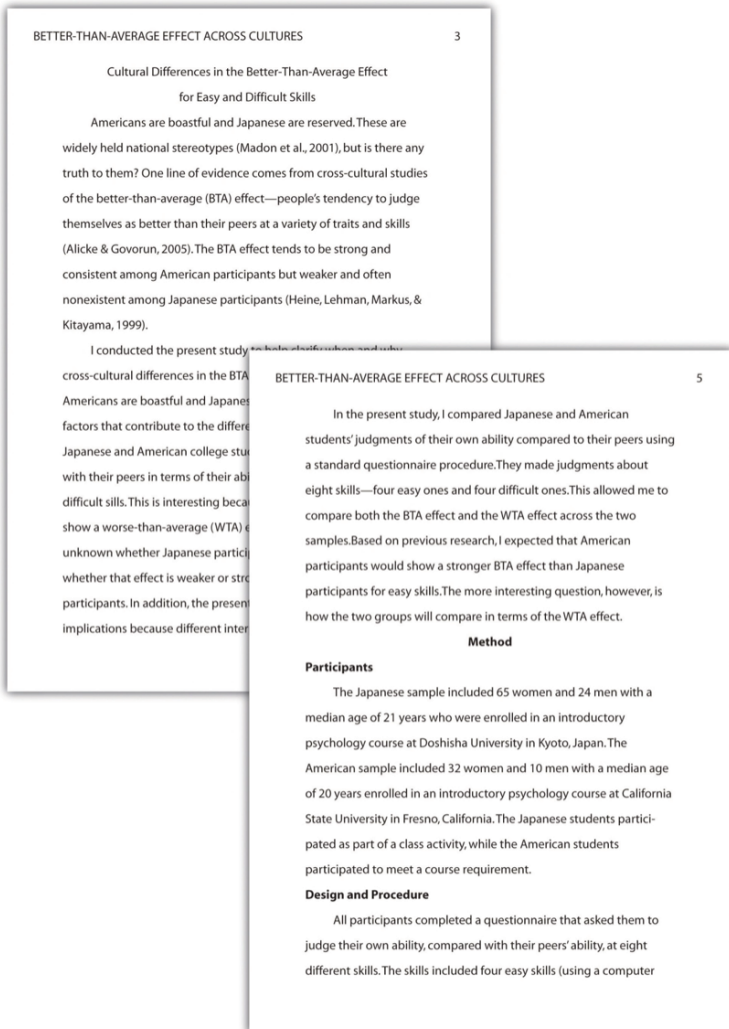 BETTER-THAN-AVERAGE EFFECT ACROSS CULTURES 3
Cultural Differences in the Better-Than-Average Effect
for Easy and Difficult Skills
Americans are boastful and Japanese are reserved. These are
widely held national stereotypes (Madon et al., 2001), but is there any
truth to them? One line of evidence comes from cross-cultural studies
of the better-than-average (BTA) effect—people's tendency to judge
themselves as better than their peers at a variety of traits and skills
(Alicke & Govorun, 2005). The BTA effect tends to be strong and
consistent among American participants but weaker and often
nonexistent among Japanese participants (Heine, Lehman, Markus, &
Kitayama, 1999).
I conducted the present study to help clarify when and why
cross-cultural differences in the BTA
Americans are boastful and
factors that contribute to the
Japanese and American college
with their peers in terms of their
difficult sills. This is interesting
show a worse-than-average (WTA)
unknown whether Japanese
whether that effect is weaker or
participants. In addition, the
implications because different
BETTER-THAN-AVERAGE EFFECT ACROSS CULTURES 5
In the present study, I compared Japanese and American
students' judgments of their own ability compared to their peers using
a standard questionnaire procedure.They made judgments about
eight skills—four easy ones and four difficult ones.This allowed me to
compare both the BTA effect and the WTA effect across the two
samples.Based on previous research, I expected that American
participants would show a stronger BTA effect than Japanese
participants for easy skills.The more interesting question, however, is
how the two groups will compare in terms of the WTA effect.
Method
Participants
The Japanese sample included 65 women and 24 men with a
median age of 21 years who were enrolled in an introductory
psychology course at Doshisha University in Kyoto, Japan. The
American sample included 32 women and 10 men with a median age
of 20 years enrolled in an introductory psychology course at California
State University in Fresno, California. The Japanese students partici-
pated as part of a class activity, while the American students
participated to meet a course requirement.
Design and Procedure
All participants completed a questionnaire that asked them to
judge their own ability, compared with their peers' ability, at eight
different skills. The skills included four easy skills (using a computer